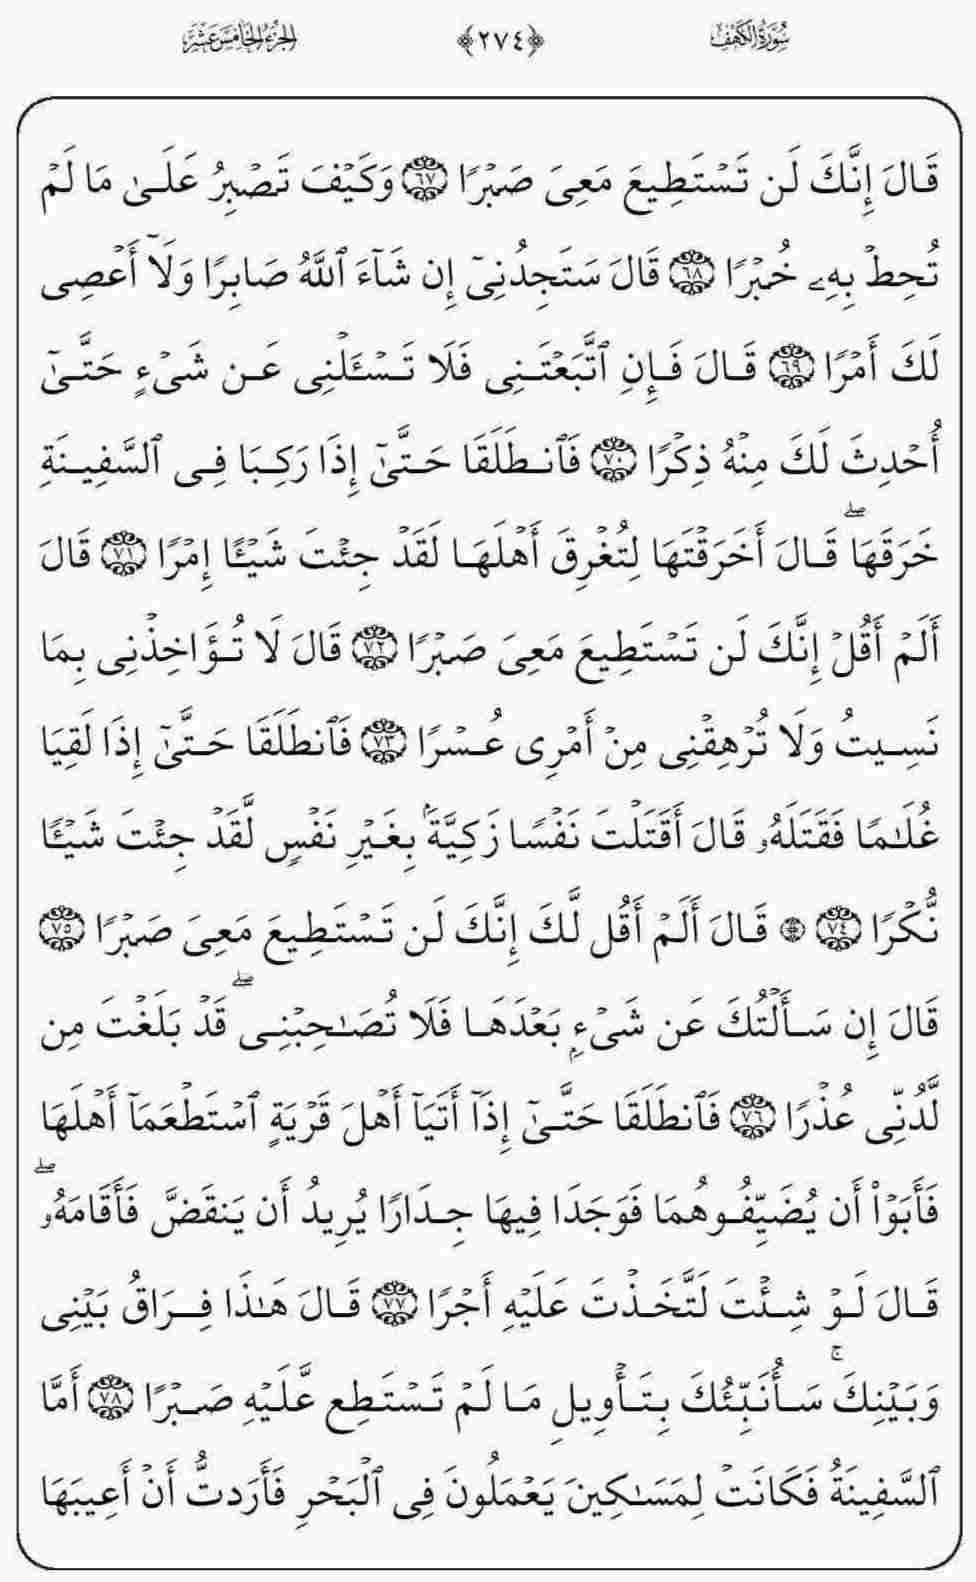 سُورَةُ الكَهْفِ ﴿٢٧٤﴾ الجُزْءُ الخَامِسَ عَشَرَ
قَالَ إِنَّكَ لَن تَسْتَطِيعَ مَعِىَ صَبْرًا ٦٧ وَكَيْفَ تَصْبِرُ عَلَىٰ مَا لَمْ
تُحِطْ بِهِۦ خُبْرًا ٦٨ قَالَ سَتَجِدُنِىٓ إِن شَآءَ ٱللَّهُ صَابِرًا وَلَآ أَعْصِى
لَكَ أَمْرًا ٦٩ قَالَ فَإِنِ ٱتَّبَعْتَنِى فَلَا تَسْـَٔلْنِى عَن شَىْءٍ حَتَّىٰٓ
أُحْدِثَ لَكَ مِنْهُ ذِكْرًا ٧٠ فَٱنطَلَقَا حَتَّىٰٓ إِذَا رَكِبَا فِى ٱلسَّفِينَةِ
خَرَقَهَا ۖ قَالَ أَخَرَقْتَهَا لِتُغْرِقَ أَهْلَهَا لَقَدْ جِئْتَ شَيْـًٔا إِمْرًا ٧١ قَالَ
أَلَمْ أَقُلْ إِنَّكَ لَن تَسْتَطِيعَ مَعِىَ صَبْرًا ٧٢ قَالَ لَا تُؤَاخِذْنِى بِمَا
نَسِيتُ وَلَا تُرْهِقْنِى مِنْ أَمْرِى عُسْرًا ٧٣ فَٱنطَلَقَا حَتَّىٰٓ إِذَا لَقِيَا
غُلَـٰمًا فَقَتَلَهُۥ قَالَ أَقَتَلْتَ نَفْسًا زَكِيَّةًۢ بِغَيْرِ نَفْسٍ لَّقَدْ جِئْتَ شَيْـًٔا
نُّكْرًا ٧٤ ۞ قَالَ أَلَمْ أَقُل لَّكَ إِنَّكَ لَن تَسْتَطِيعَ مَعِىَ صَبْرًا ٧٥
قَالَ إِن سَأَلْتُكَ عَن شَىْءٍۭ بَعْدَهَا فَلَا تُصَـٰحِبْنِى ۖ قَدْ بَلَغْتَ مِن
لَّدُنِّى عُذْرًا ٧٦ فَٱنطَلَقَا حَتَّىٰٓ إِذَآ أَتَيَآ أَهْلَ قَرْيَةٍ ٱسْتَطْعَمَآ أَهْلَهَا
فَأَبَوْا۟ أَن يُضَيِّفُوهُمَا فَوَجَدَا فِيهَا جِدَارًا يُرِيدُ أَن يَنقَضَّ فَأَقَامَهُۥ ۖ
قَالَ لَوْ شِئْتَ لَتَّخَذْتَ عَلَيْهِ أَجْرًا ٧٧ قَالَ هَـٰذَا فِرَاقُ بَيْنِى
وَبَيْنِكَ ۚ سَأُنَبِّئُكَ بِتَأْوِيلِ مَا لَمْ تَسْتَطِع عَّلَيْهِ صَبْرًا ٧٨ أَمَّا
ٱلسَّفِينَةُ فَكَانَتْ لِمَسَـٰكِينَ يَعْمَلُونَ فِى ٱلْبَحْرِ فَأَرَدتُّ أَنْ أَعِيبَهَا